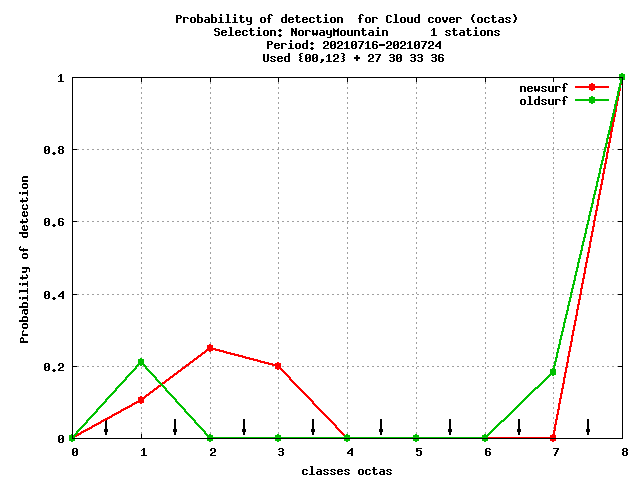 Probability of detection  for Cloud cover (octas)
Selection: NorwayMountain      1 stations
Period: 20210716-20210724
Used {00,12} + 27 30 33 36
newsurf
oldsurf
Probability of detection
1
0.8
0.6
0.4
0.2
0
0 1 2 3 4 5 6 7 8
classes octas